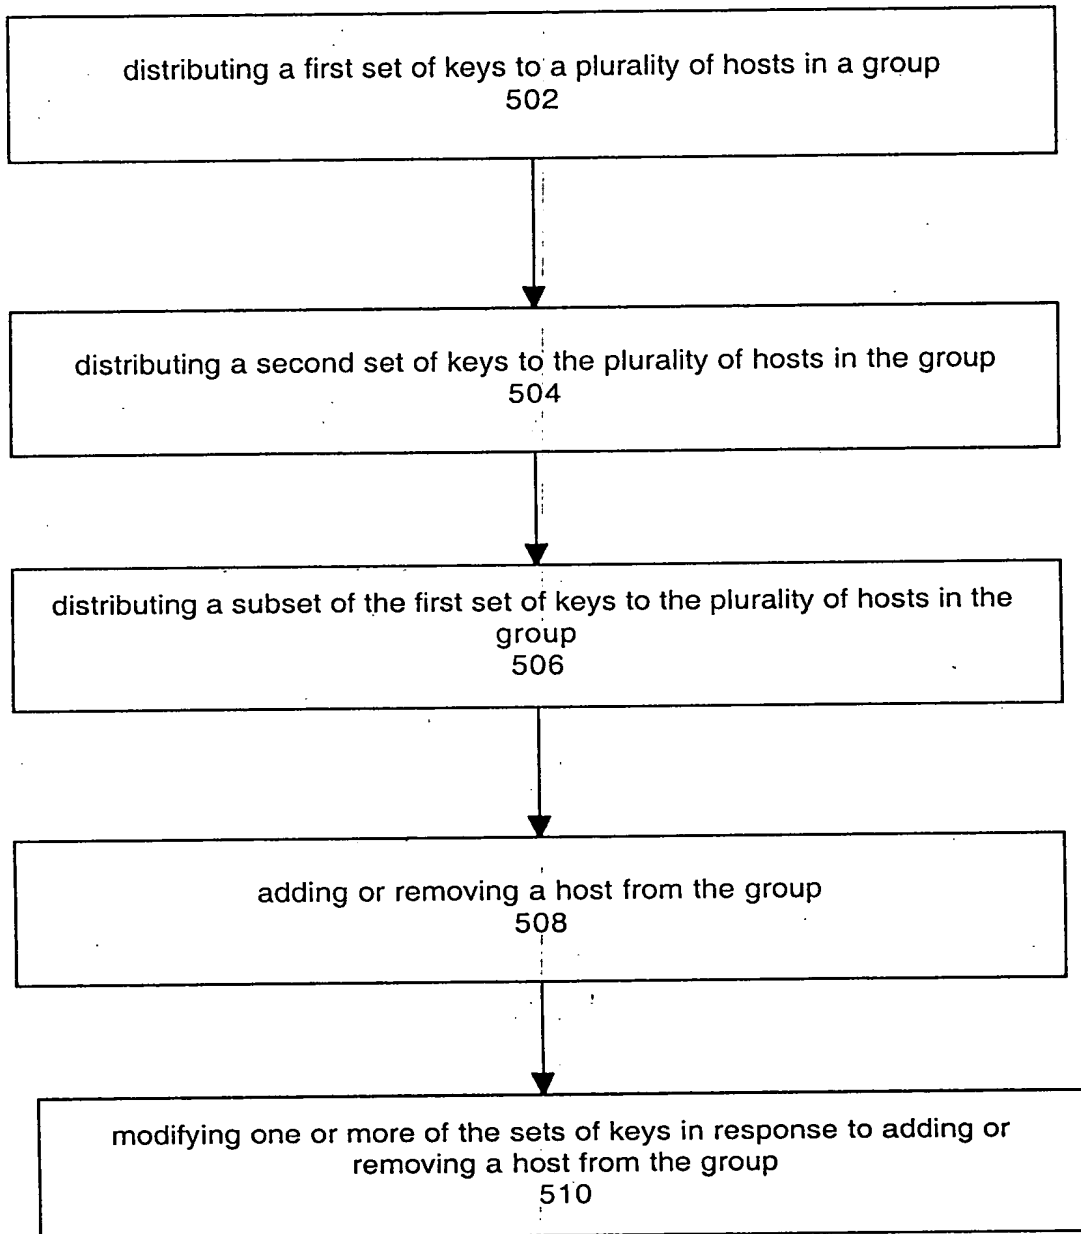 distributing a first set of keys to a plurality of hosts in a group
502
distributing a second set of keys to the plurality of hosts in the group
504
distributing a subset of the first set of keys to the plurality of hosts in the
group
506
adding or removing a host from the group
508
modifying one or more of the sets of keys in response to adding or
removing a host from the group
510